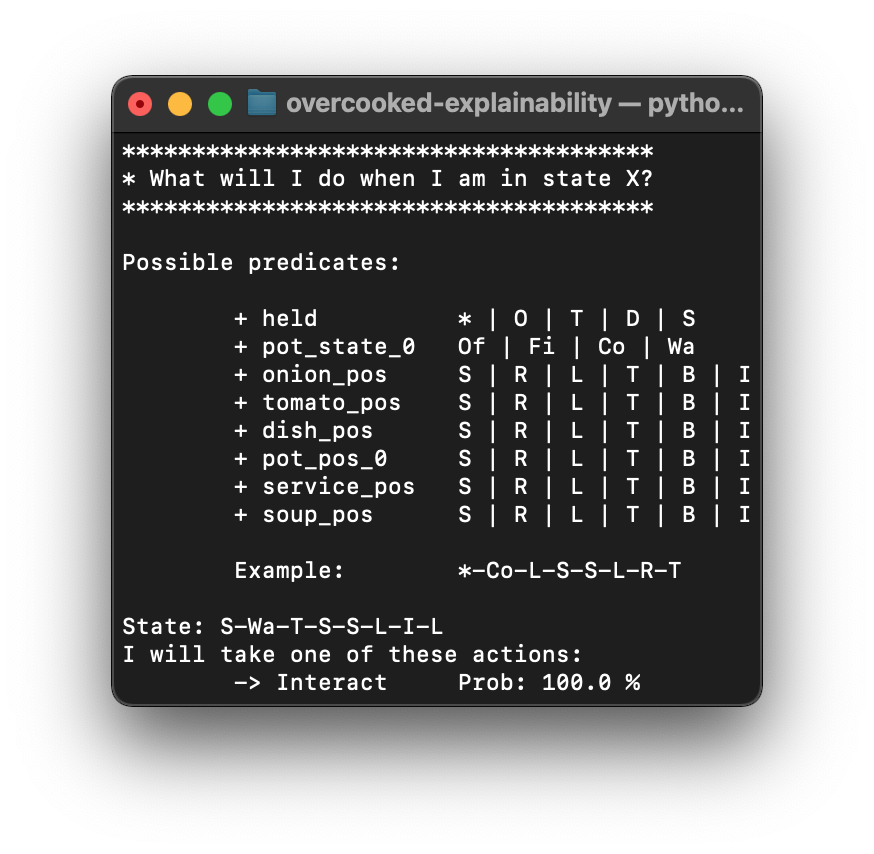 overcooked-explainability — pytho...
**************************************
* What will I do when I am in state X?
**************************************
Possible predicates:
+ held * | O | T | D | S
+ pot_state_0 Of | Fi | Co | Wa
+ onion_pos S | R | L | T | B | I
+ tomato_pos S | R | L | T | B | I
+ dish_pos S | R | L | T | B | I
+ pot_pos_0 S | R | L | T | B | I
+ service_pos S | R | L | T | B | I
+ soup_pos S | R | L | T | B | I
Example: *-Co-L-S-S-L-R-T
State: S-Wa-T-S-S-L-I-L
I will take one of these actions:
-> Interact Prob: 100.0 %